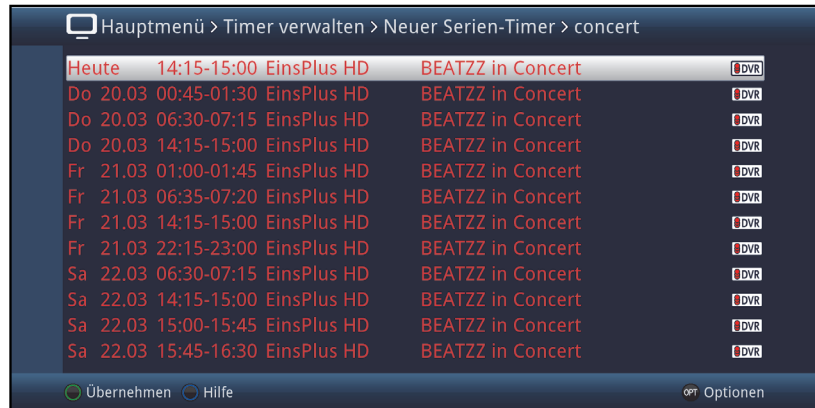 Hauptmenü > Timer verwalten > Neuer Serien-Timer > concert
Heute 14:15-15:00 EinsPlus HD BEATZZ in Concert DVR
Do 20.03 00:45-01:30 EinsPlus HD BEATZZ in Concert DVR
Do 20.03 06:30-07:15 EinsPlus HD BEATZZ in Concert DVR
Do 20.03 14:15-15:00 EinsPlus HD BEATZZ in Concert DVR
Fr 21.03 01:00-01:45 EinsPlus HD BEATZZ in Concert DVR
Fr 21.03 06:35-07:20 EinsPlus HD BEATZZ in Concert DVR
Fr 21.03 14:15-15:00 EinsPlus HD BEATZZ in Concert DVR
Fr 21.03 22:15-23:00 EinsPlus HD BEATZZ in Concert DVR
Sa 22.03 06:30-07:15 EinsPlus HD BEATZZ in Concert DVR
Sa 22.03 14:15-15:00 EinsPlus HD BEATZZ in Concert DVR
Sa 22.03 15:00-15:45 EinsPlus HD BEATZZ in Concert DVR
Sa 22.03 15:45-16:30 EinsPlus HD BEATZZ in Concert DVR
Übernehmen Hilfe OPT Optionen